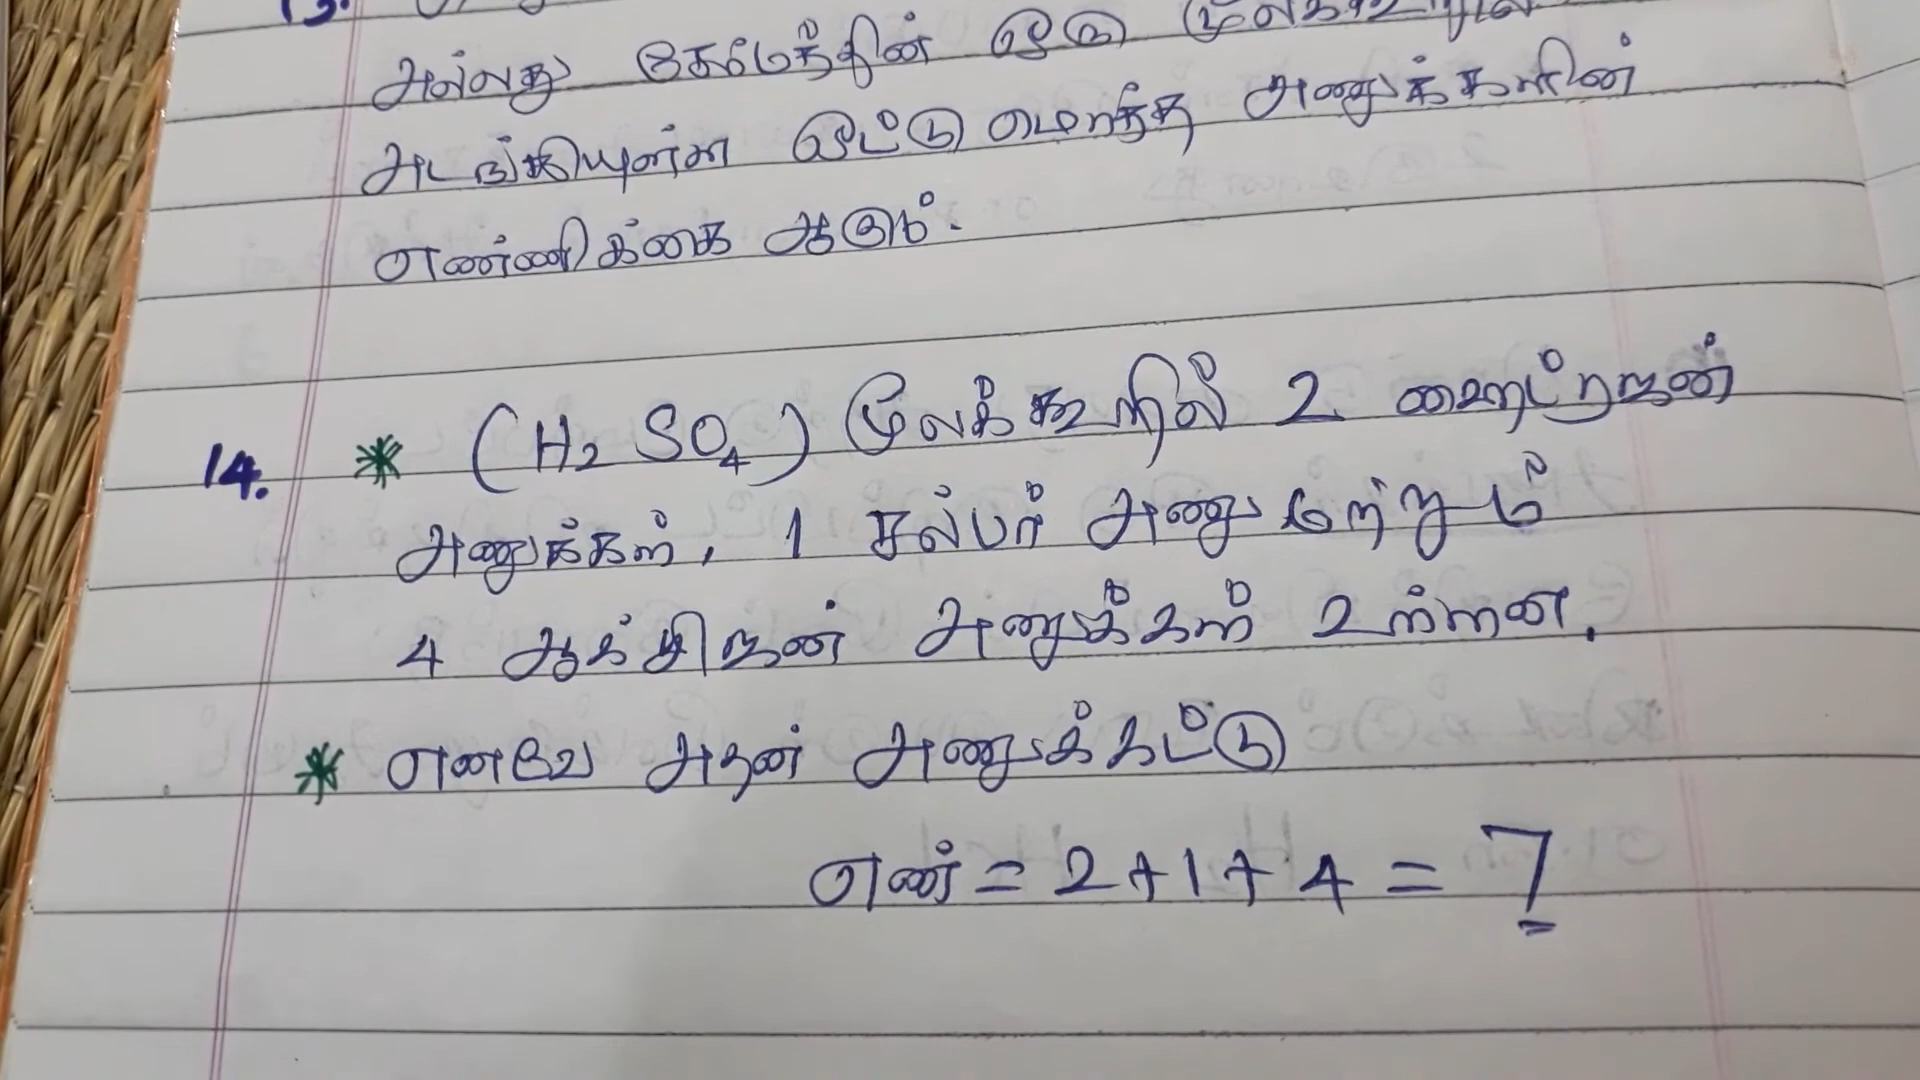 13.
அல்லது சேர்மத்தின் ஒரு மூலக்கூறில்
அடங்கியுள்ள ஒட்டு மொத்த அணுக்களின்
எண்ணிக்கை ஆகும்.
14. * (H₂ SO₄) மூலக்கூறில் 2 ஹைட்ரஜன்
அணுக்கள், 1 சல்பர் அணு மற்றும்
4 ஆக்சிஜன் அணுக்கள் உள்ளன.
* எனவே அதன் அணுக்கட்டு
எண் = 2+1+4 = 7